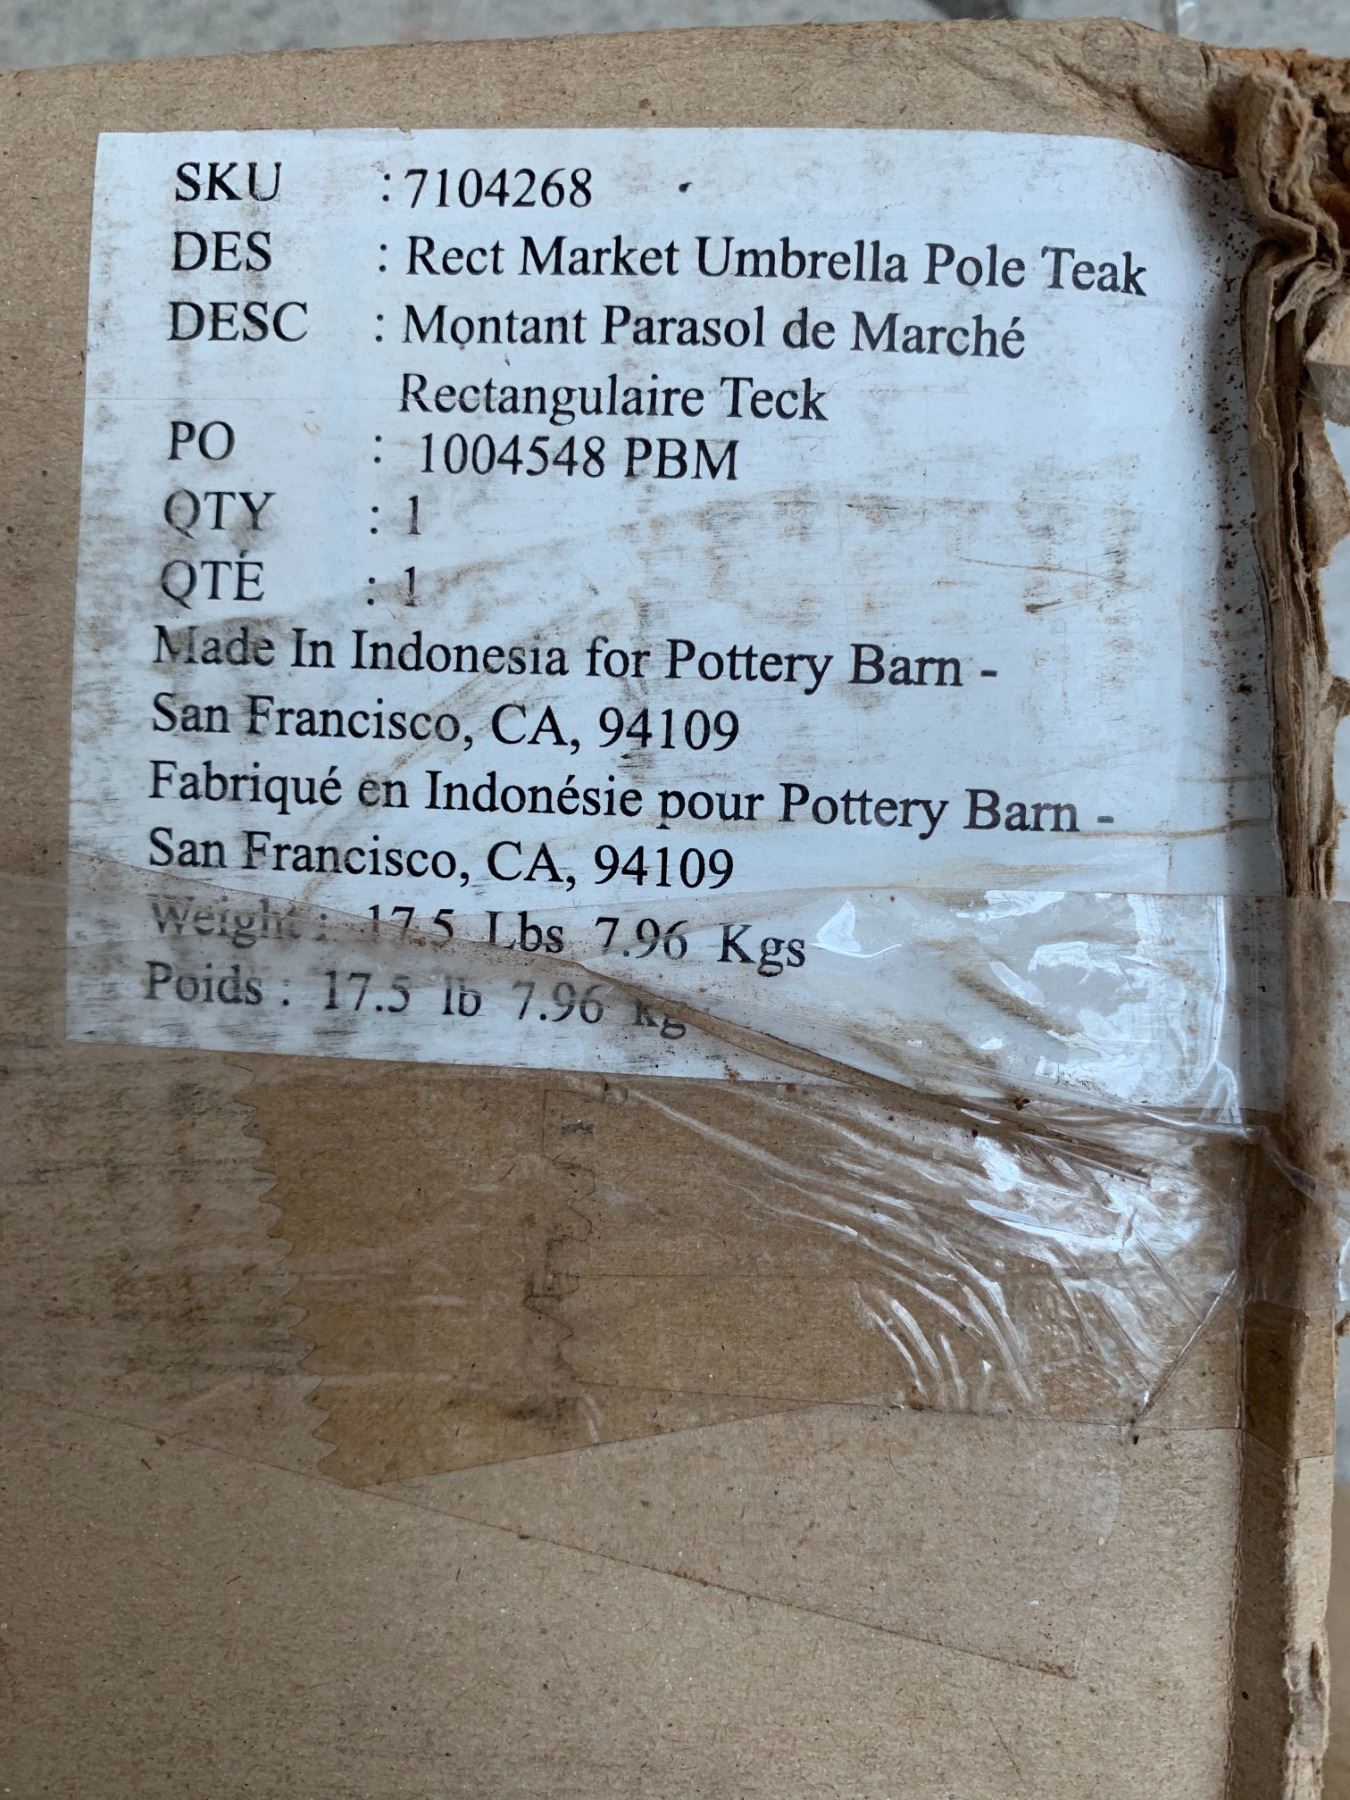 SKU : 7104268
DES : Rect Market Umbrella Pole Teak
DESC : Montant Parasol de Marché
Rectangulaire Teck
PO : 1004548 PBM
QTY : 1
QTÉ : 1
Made In Indonesia for Pottery Barn -
San Francisco, CA, 94109
Fabriqué en Indonésie pour Pottery Barn -
San Francisco, CA, 94109
Weight : 17.5 Lbs 7.96 Kgs
Poids : 17.5 lb 7.96 kg